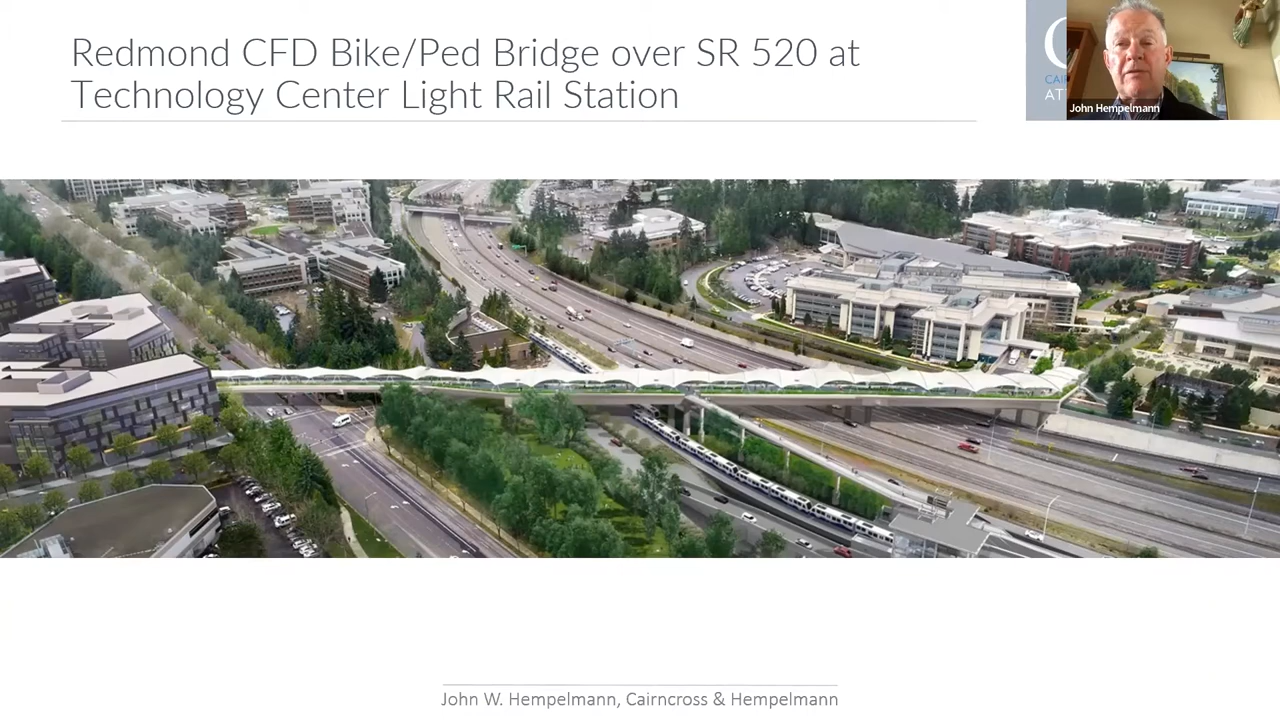 Redmond CFD Bike/Ped Bridge over SR 520 at
Technology Center Light Rail Station
John Hempelmann
John W. Hempelmann, Cairncross & Hempelmann